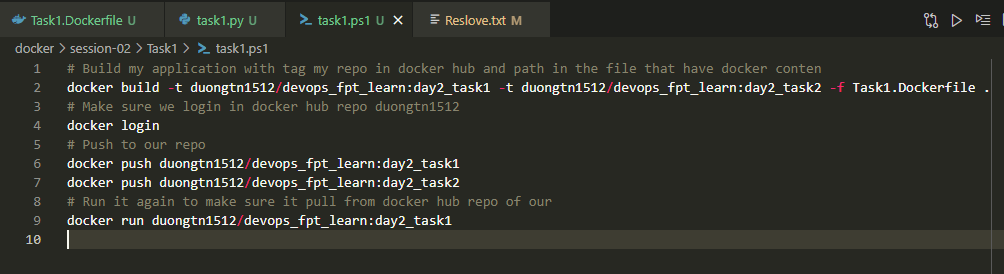 Task1.Dockerfile U task1.py U task1.ps1 U Reslove.txt M
docker > session-02 > Task1 > task1.ps1
1 # Build my application with tag my repo in docker hub and path in the file that have docker conten
2 docker build -t duongtn1512/devops_fpt_learn:day2_task1 -t duongtn1512/devops_fpt_learn:day2_task2 -f Task1.Dockerfile .
3 # Make sure we login in docker hub repo duongtn1512
4 docker login
5 # Push to our repo
6 docker push duongtn1512/devops_fpt_learn:day2_task1
7 docker push duongtn1512/devops_fpt_learn:day2_task2
8 # Run it again to make sure it pull from docker hub repo of our
9 docker run duongtn1512/devops_fpt_learn:day2_task1
10